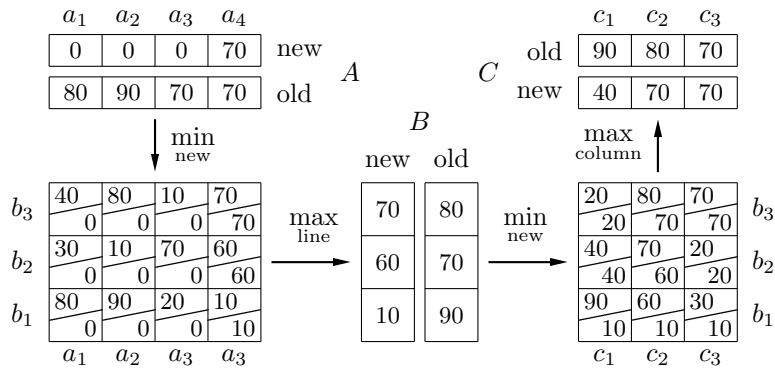 a₁ a₂ a₃ a₄ c₁ c₂ c₃
0 0 0 70 new old 90 80 70
A C
80 90 70 70 old new 40 70 70
B
min new max column
new old
b₃ 40 0 80 0 10 0 70 70 70 80 20 20 80 70 70 70 b₃
max line min new
b₂ 30 0 10 0 70 0 60 60 60 70 40 40 70 60 20 20 b₂
b₁ 80 0 90 0 20 0 10 10 10 90 90 10 60 10 30 10 b₁
a₁ a₂ a₃ a₃ c₁ c₂ c₃